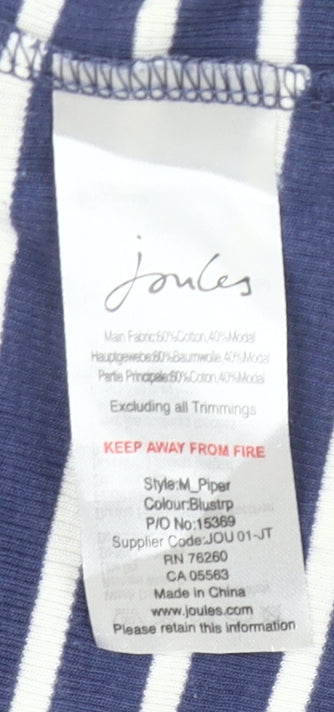 Joules
Main Fabric:60%Cotton,40%Modal
Hauptgewebe:60%Baumwolle,40%Modal
Partie Principale:60%Coton,40%Modal
Excluding all Trimmings
KEEP AWAY FROM FIRE
Style:M_Piper
Colour:Blustrp
P/O No:15369
Supplier Code:JOU 01-JT
RN 76260
CA 05563
Made in China
www.joules.com
Please retain this information